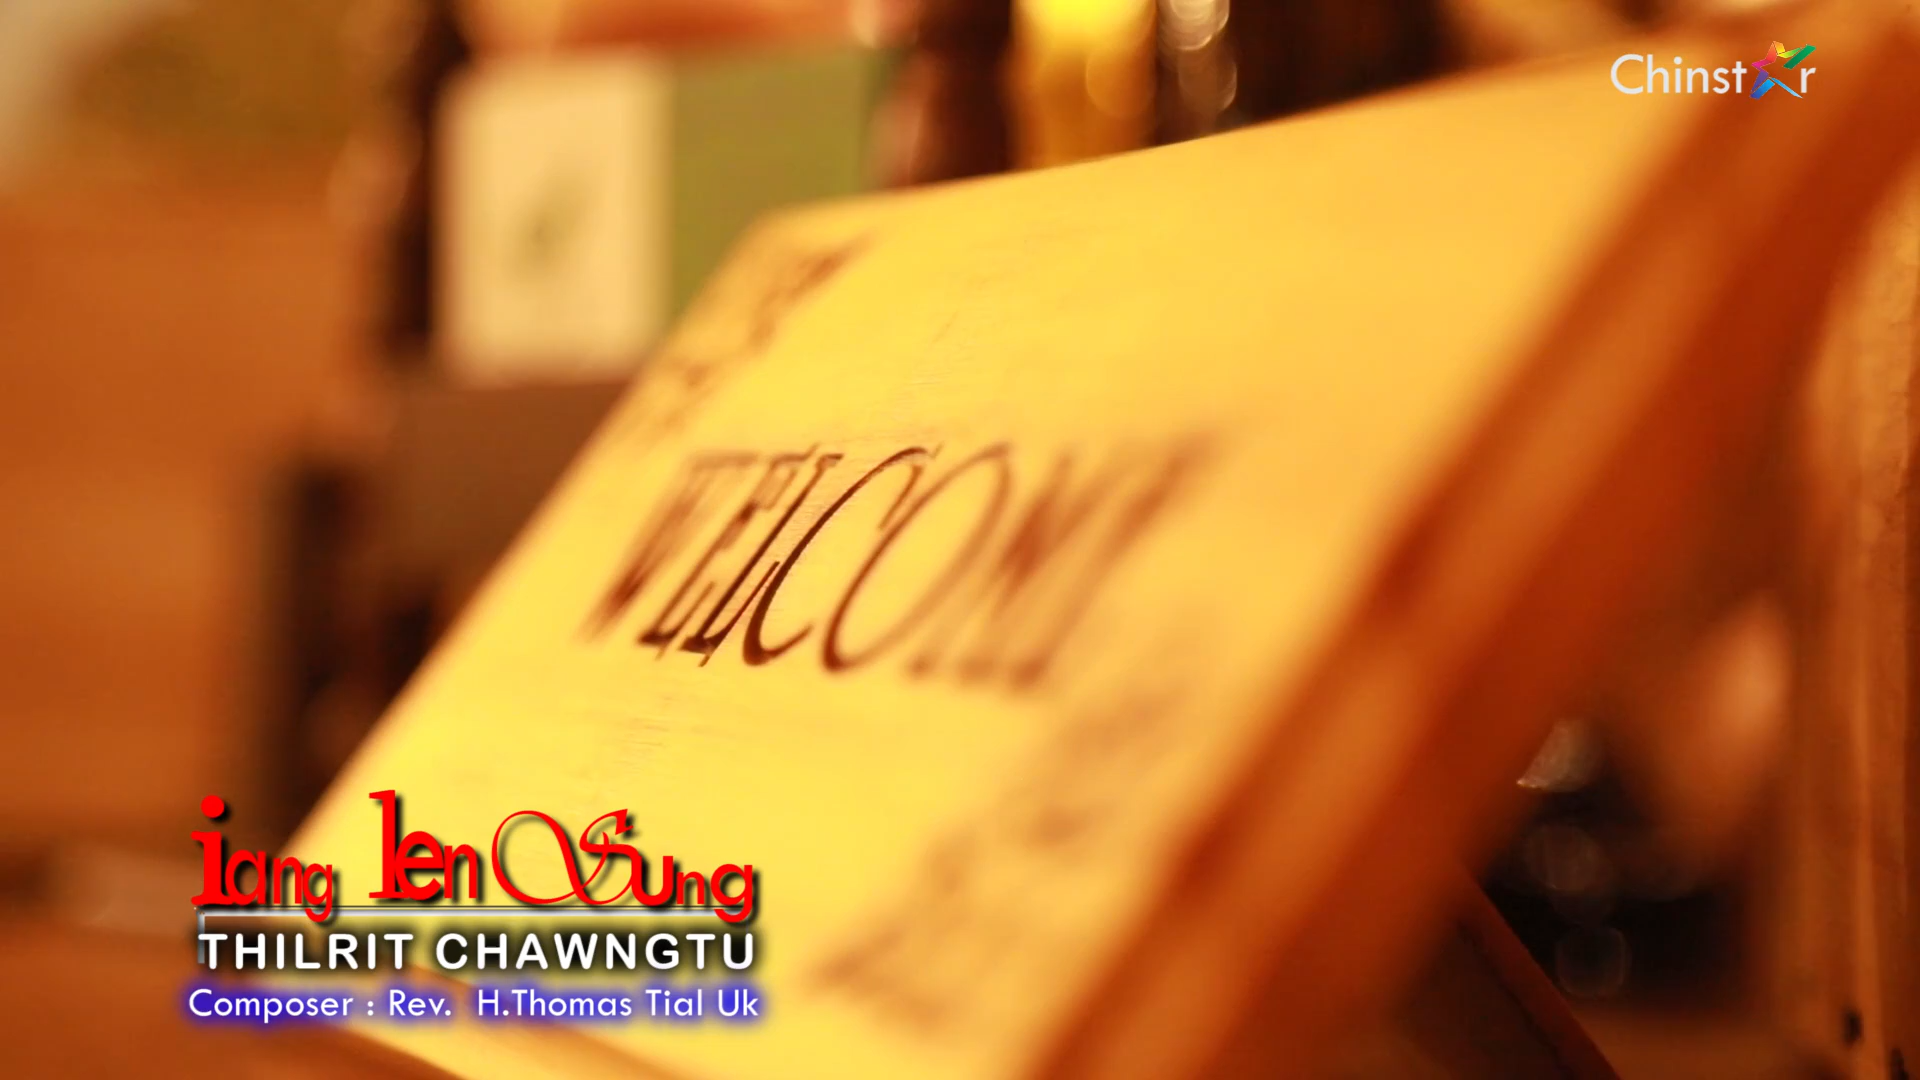 Chinstar
WELCOME
iang len Sung
THILRIT CHAWNGTU
Composer : Rev. H.Thomas Tial Uk